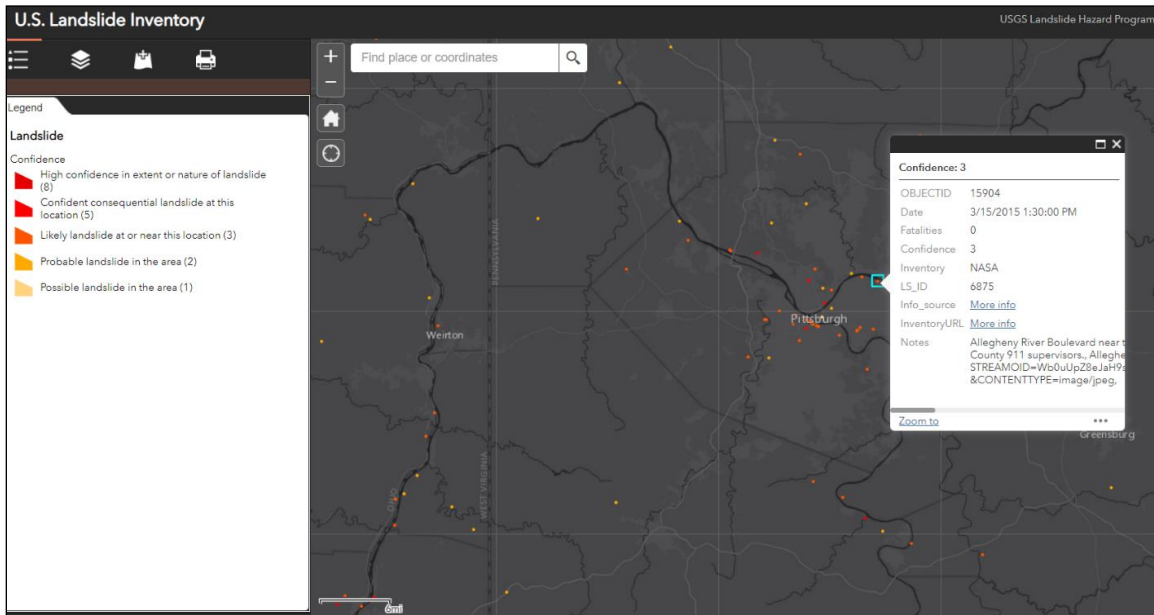 U.S. Landslide Inventory
USGS Landslide Hazard Program
Find place or coordinates
Legend
Landslide
Confidence
High confidence in extent or nature of landslide
(8)
Confident consequential landslide at this
location (5)
Likely landslide at or near this location (3)
Probable landslide in the area (2)
Possible landslide in the area (1)
PENNSYLVANIA
Weirton
Pittsburgh
OHIO
WEST VIRGINIA
Greensburg
6mi
Confidence: 3
OBJECTID 15904
Date 3/15/2015 1:30:00 PM
Fatalities 0
Confidence 3
Inventory NASA
LS_ID 6875
Info_source More info
InventoryURL More info
Notes Allegheny River Boulevard near t
County 911 supervisors., Alleghe
STREAMOID=Wb0uUpZ8eJaH9s
&CONTENTTYPE=image/jpeg,
Zoom to